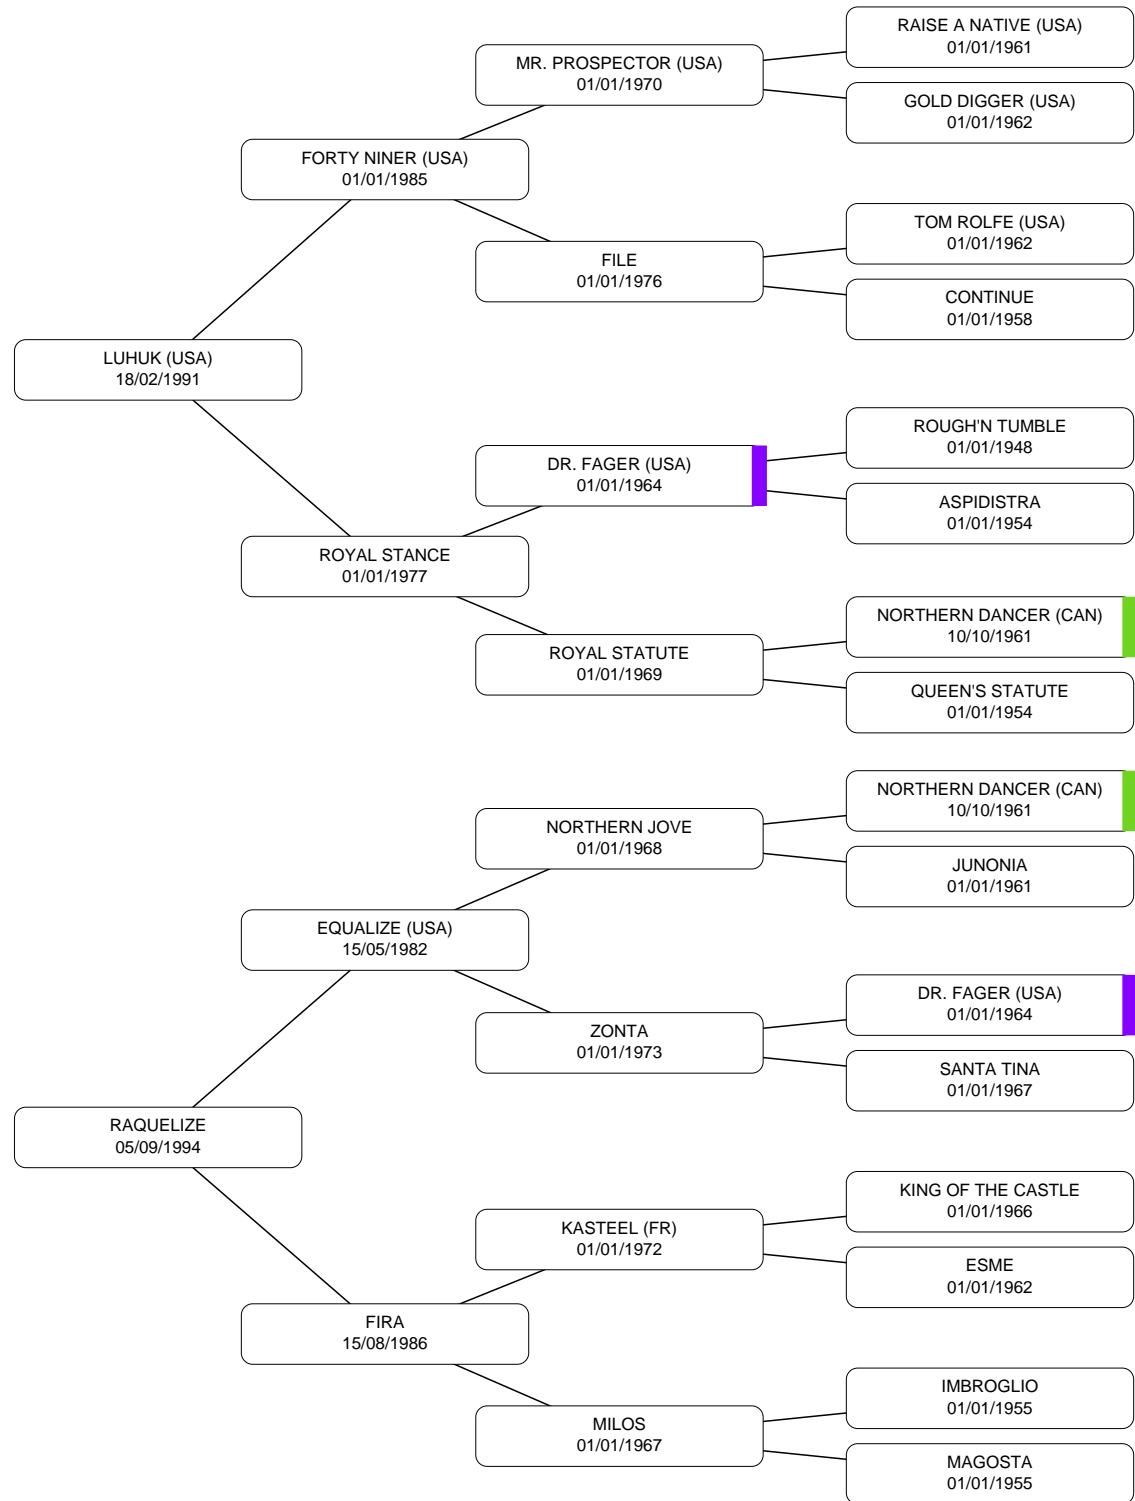 RAISE A NATIVE (USA)
01/01/1961
MR. PROSPECTOR (USA)
01/01/1970
GOLD DIGGER (USA)
01/01/1962
FORTY NINER (USA)
01/01/1985
TOM ROLFE (USA)
01/01/1962
FILE
01/01/1976
CONTINUE
01/01/1958
LUHUK (USA)
18/02/1991
ROUGH'N TUMBLE
01/01/1948
DR. FAGER (USA)
01/01/1964
ASPIDISTRA
01/01/1954
ROYAL STANCE
01/01/1977
NORTHERN DANCER (CAN)
10/10/1961
ROYAL STATUTE
01/01/1969
QUEEN'S STATUTE
01/01/1954
NORTHERN DANCER (CAN)
10/10/1961
NORTHERN JOVE
01/01/1968
JUNONIA
01/01/1961
EQUALIZE (USA)
15/05/1982
DR. FAGER (USA)
01/01/1964
ZONTA
01/01/1973
SANTA TINA
01/01/1967
RAQUELIZE
05/09/1994
KING OF THE CASTLE
01/01/1966
KASTEEL (FR)
01/01/1972
ESME
01/01/1962
FIRA
15/08/1986
IMBROGLIO
01/01/1955
MILOS
01/01/1967
MAGOSTA
01/01/1955